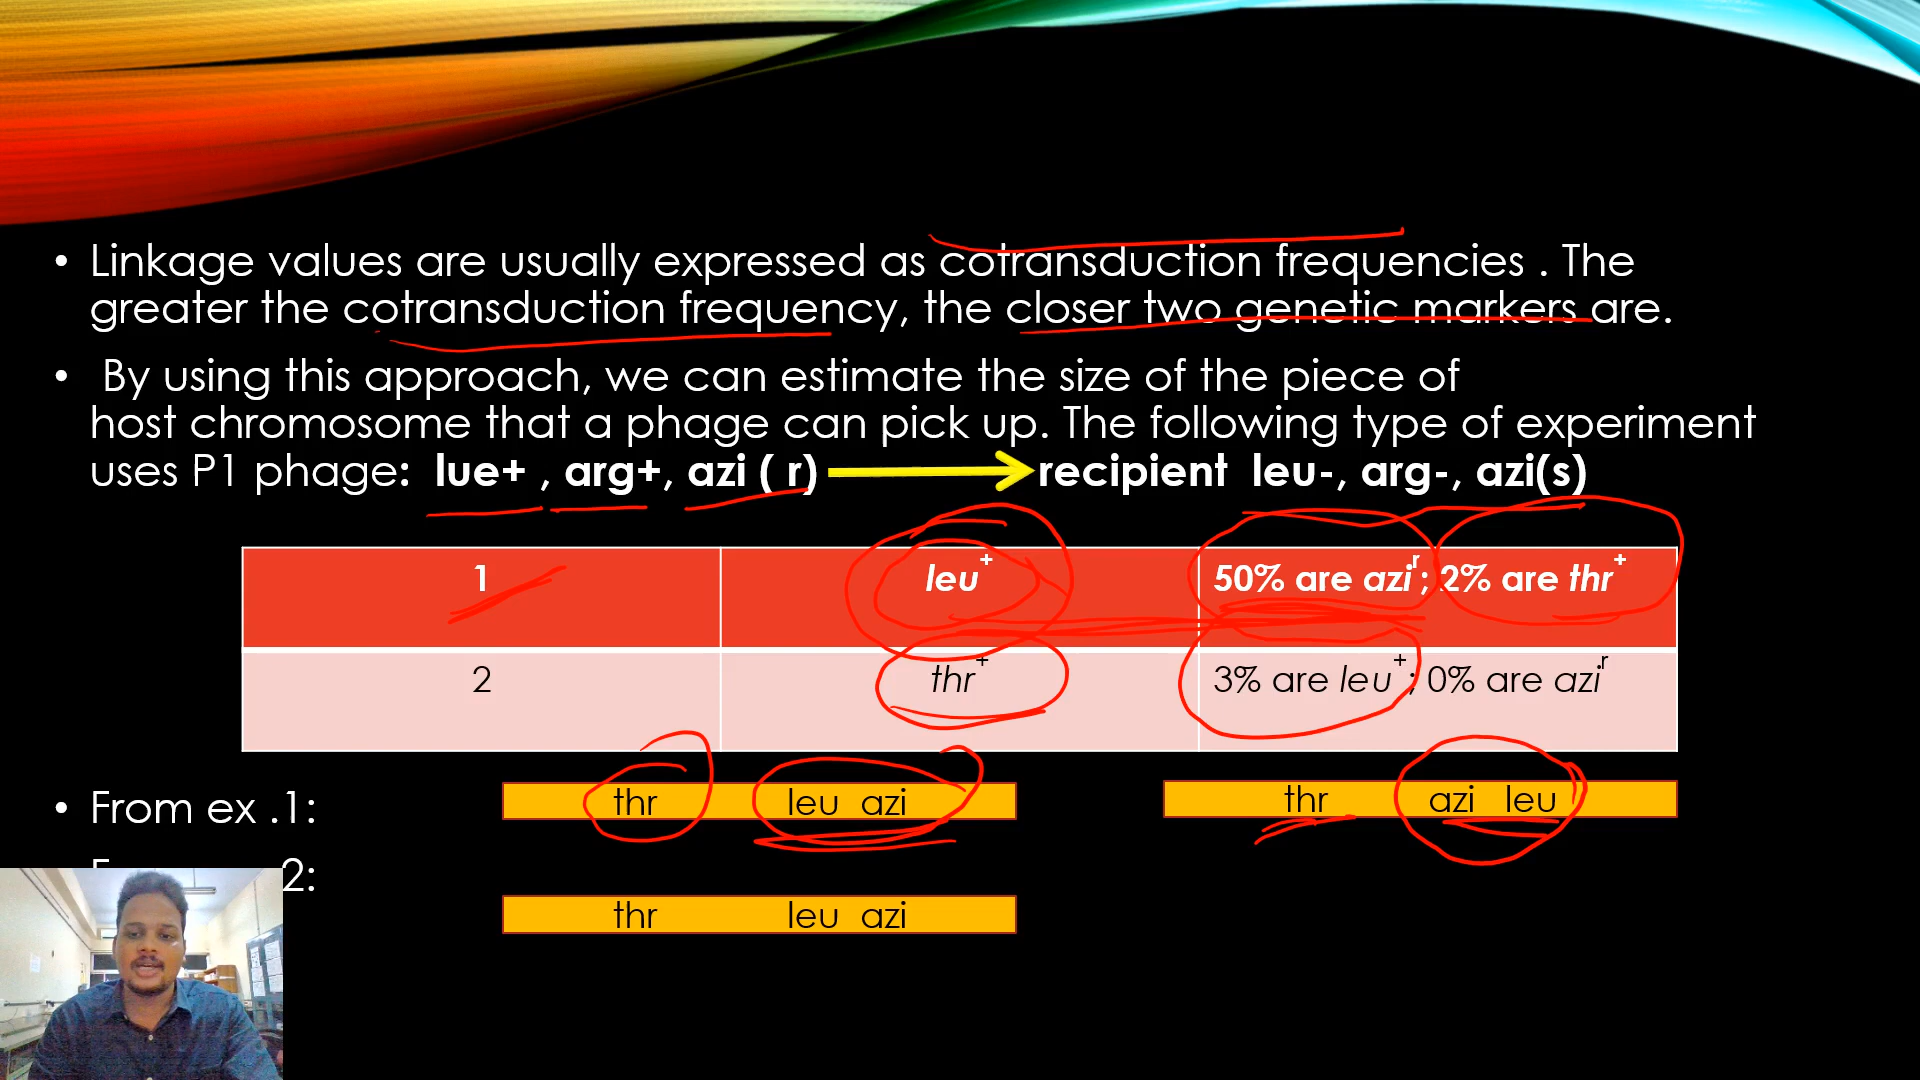 • Linkage values are usually expressed as cotransduction frequencies . The
greater the cotransduction frequency, the closer two genetic markers are.
• By using this approach, we can estimate the size of the piece of
host chromosome that a phage can pick up. The following type of experiment
uses P1 phage: lue+ , arg+, azi ( r) recipient leu-, arg-, azi(s)
1 leu+ 50% are azi r; 2% are thr+
2 thr+ 3% are leu+; 0% are azi r
• From ex .1: thr leu azi thr azi leu
2:
thr leu azi